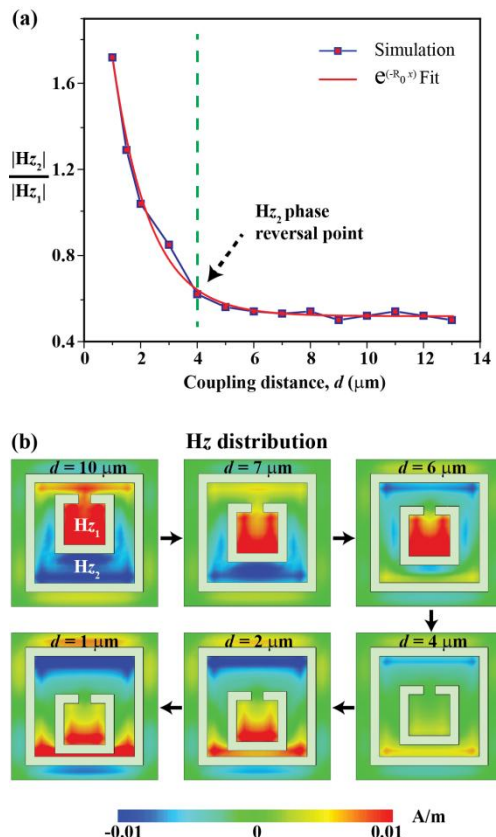 (a)
1.6
1.2
0.8
0.4
|Hz₂|
|Hz₁|
Simulation
e^(-R₀ x) Fit
Hz₂ phase
reversal point
0 2 4 6 8 10 12 14
Coupling distance, d (μm)
(b)
Hz distribution
d = 10 μm
d = 7 μm
d = 6 μm
Hz₁
Hz₂
d = 1 μm
d = 2 μm
d = 4 μm
A/m
-0.01 0 0.01